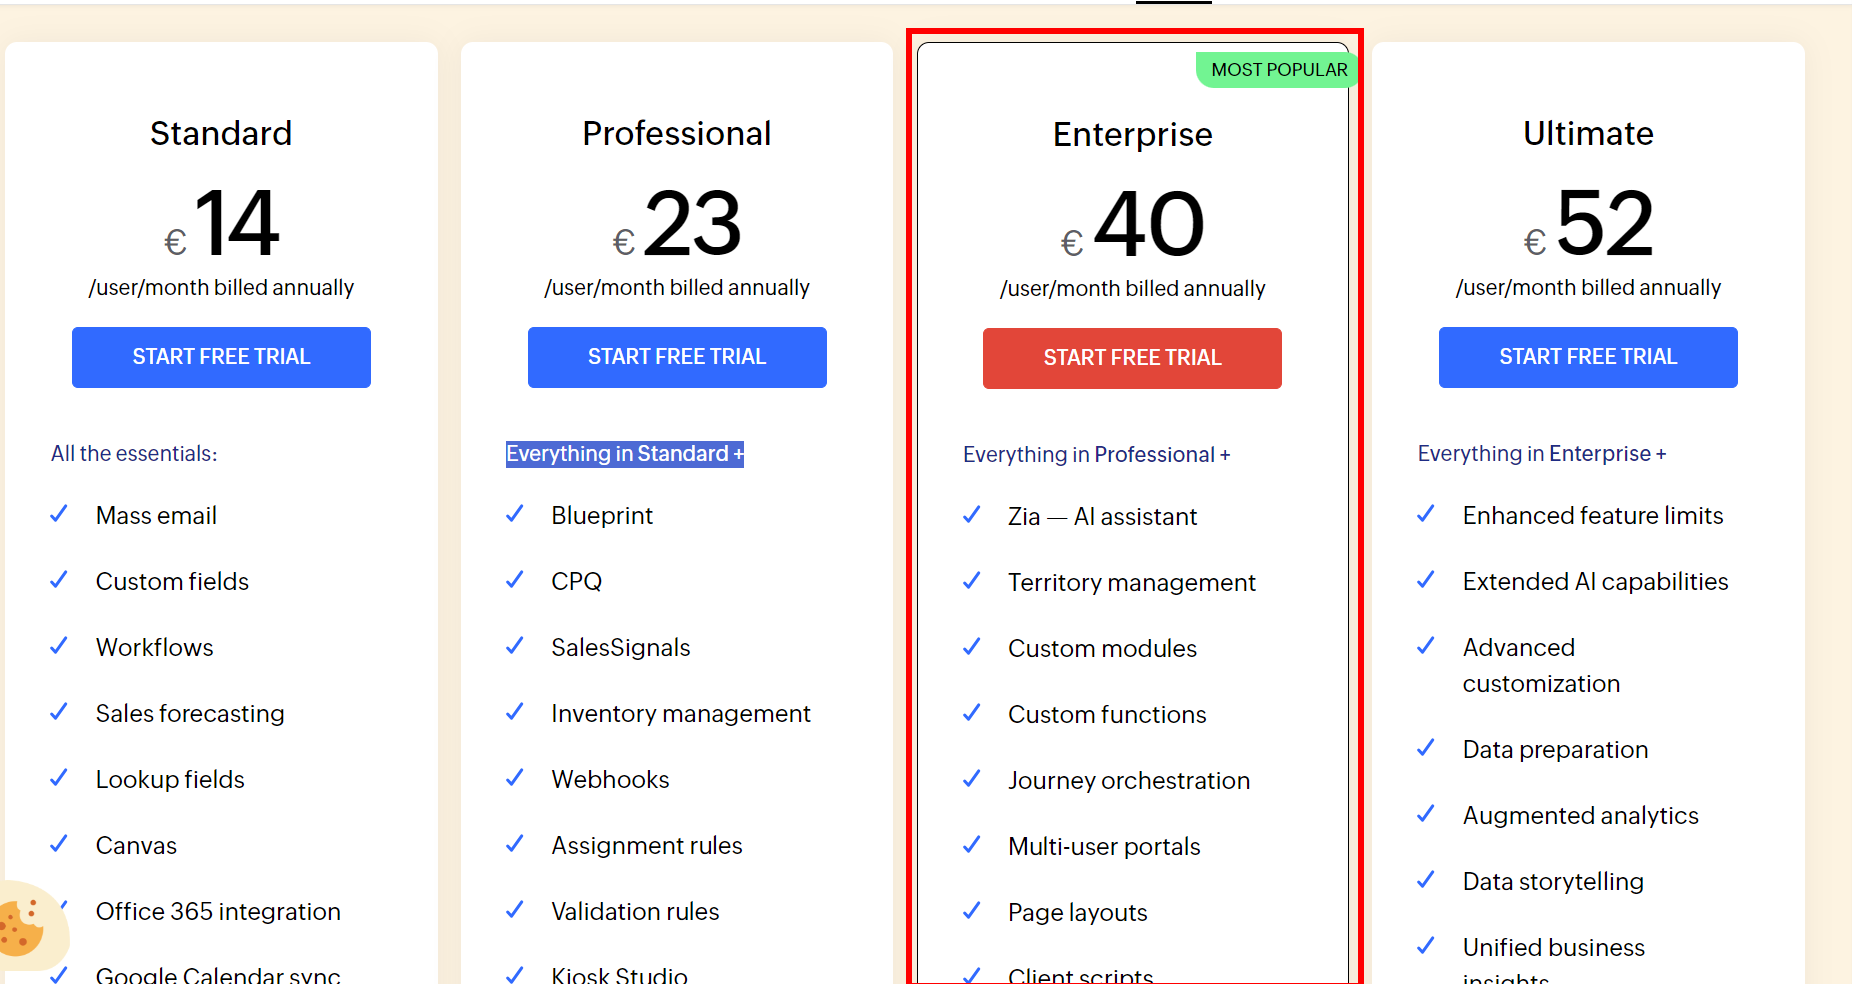 Standard
€ 14
/user/month billed annually
START FREE TRIAL
All the essentials:
Mass email
Custom fields
Workflows
Sales forecasting
Lookup fields
Canvas
Office 365 integration
Google Calendar sync
Professional
€ 23
/user/month billed annually
START FREE TRIAL
Everything in Standard +
Blueprint
CPQ
SalesSignals
Inventory management
Webhooks
Assignment rules
Validation rules
Kiosk Studio
MOST POPULAR
Enterprise
€ 40
/user/month billed annually
START FREE TRIAL
Everything in Professional +
Zia — AI assistant
Territory management
Custom modules
Custom functions
Journey orchestration
Multi-user portals
Page layouts
Client scripts
Ultimate
€ 52
/user/month billed annually
START FREE TRIAL
Everything in Enterprise +
Enhanced feature limits
Extended AI capabilities
Advanced
customization
Data preparation
Augmented analytics
Data storytelling
Unified business
insights